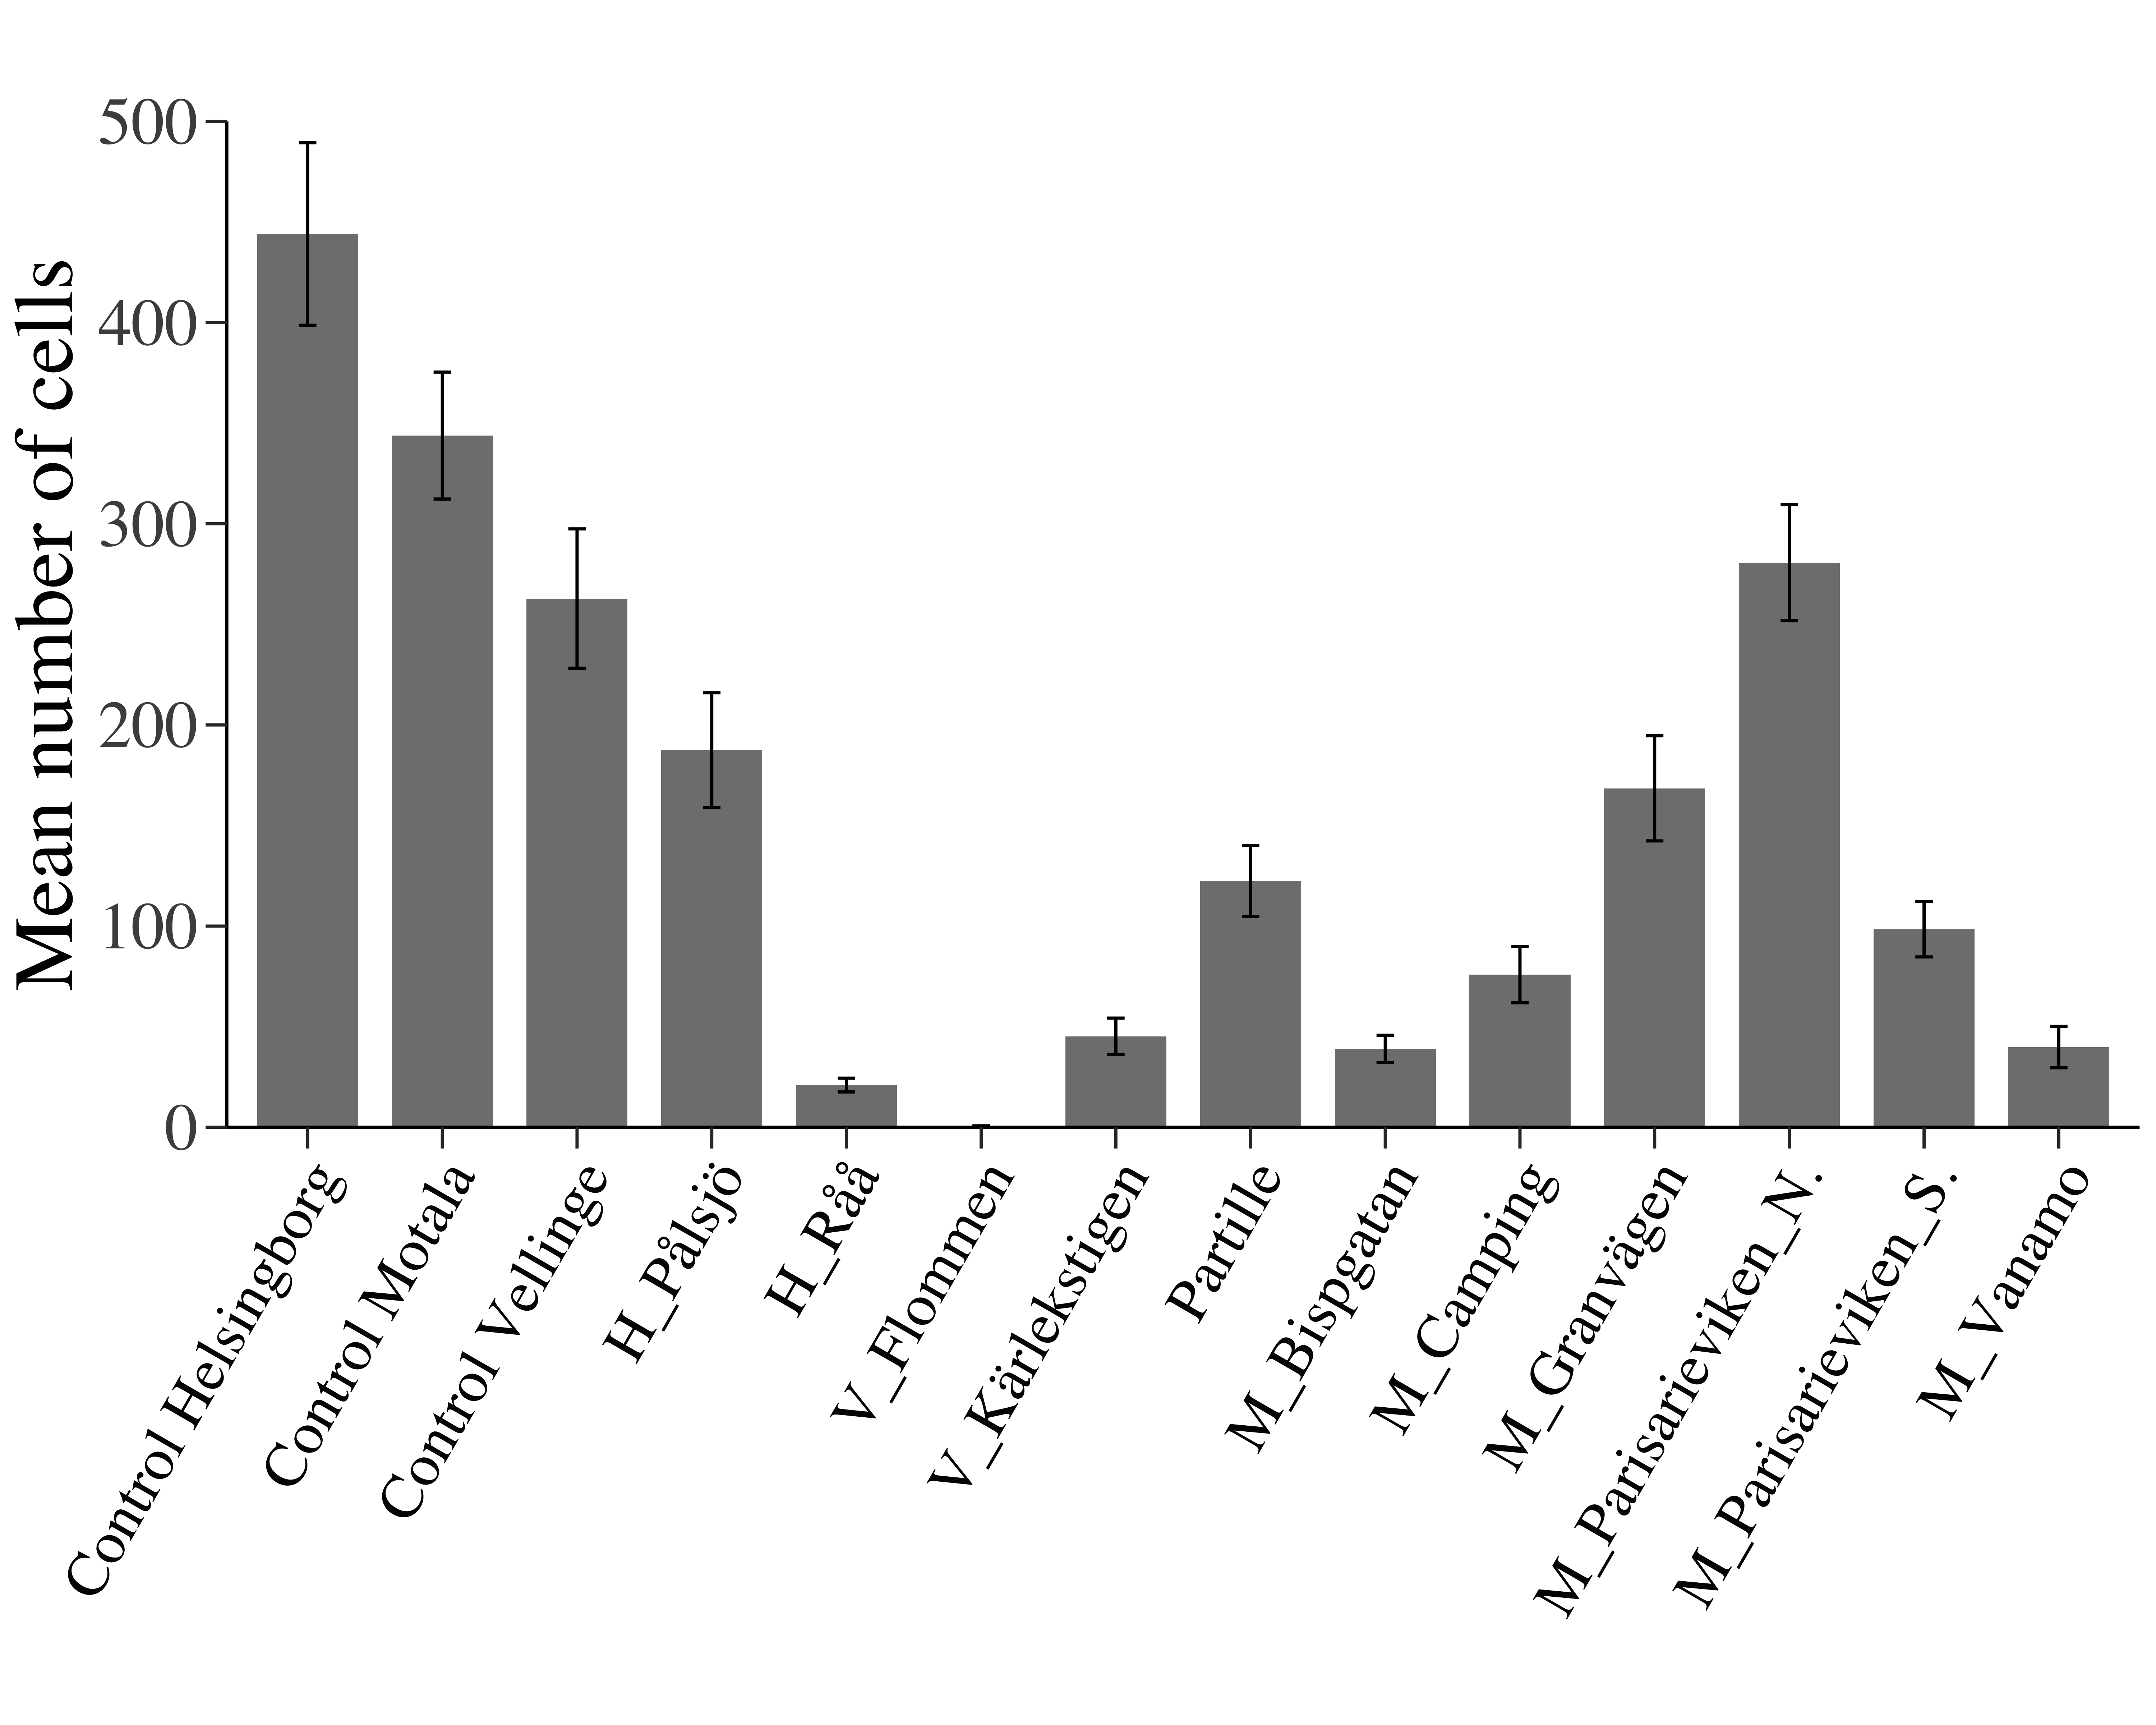 Mean number of cells
500
400
300
200
100
0
Control Helsingborg
Control Motala
Control Vellinge
H_Pålsjö
H_Råå
V_Flommen
V_Kärlekstigen
Partille
M_Bispgatan
M_Camping
M_Granvägen
M_Parisarieviken_N.
M_Parisarieviken_S.
M_Vanamo